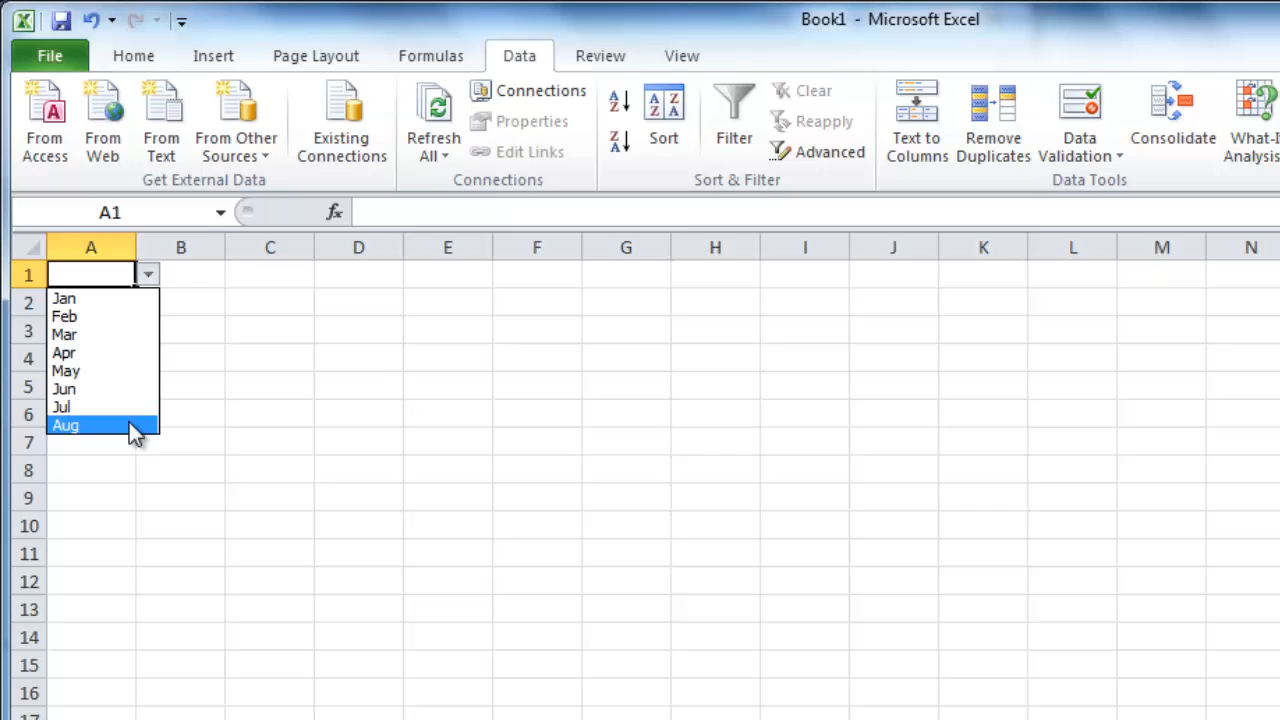 Book1 - Microsoft Excel
File Home Insert Page Layout Formulas Data Review View
From Access
From Web
From Text
From Other Sources
Existing Connections
Get External Data
Refresh All
Connections
Properties
Edit Links
Connections
Sort
Filter
Clear
Reapply
Advanced
Sort & Filter
Text to Columns
Remove Duplicates
Data Validation
Consolidate
What-I
Analysis
Data Tools
A1 fx
A B C D E F G H I J K L M N
1
Jan
Feb
Mar
Apr
May
Jun
Jul
Aug
2
3
4
5
6
7
8
9
10
11
12
13
14
15
16
17